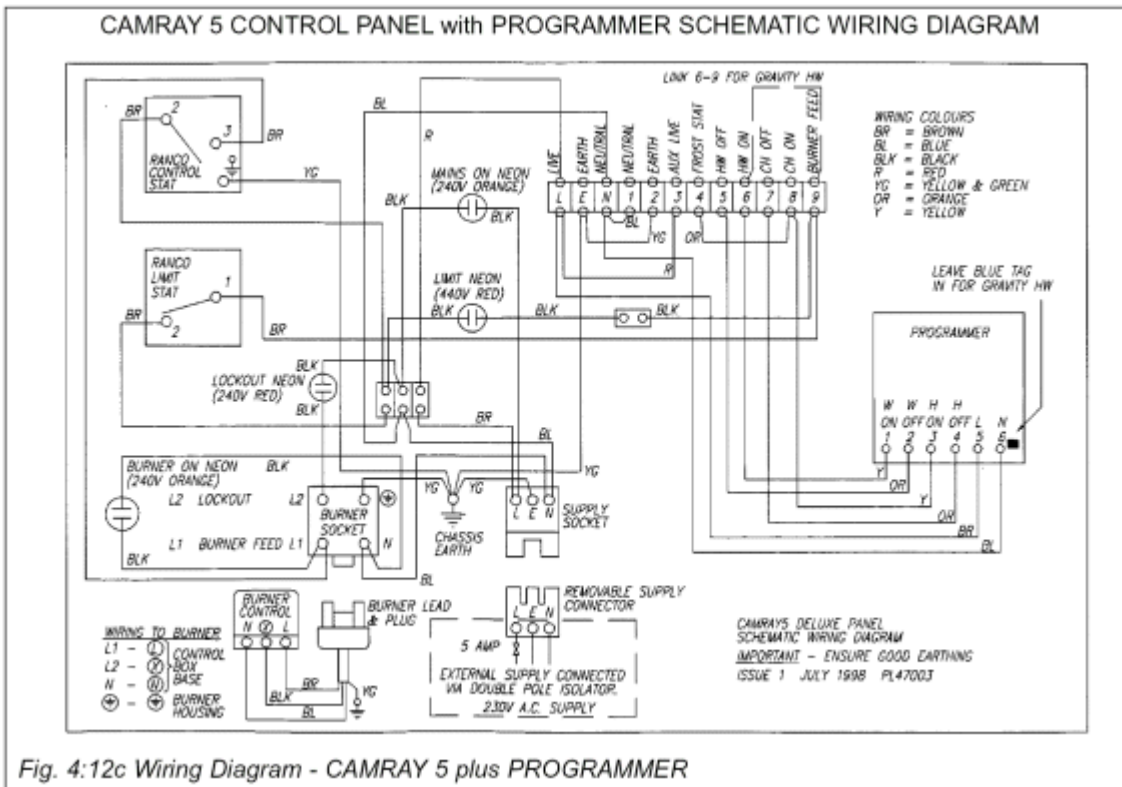 CAMRAY 5 CONTROL PANEL with PROGRAMMER SCHEMATIC WIRING DIAGRAM
LINK 6-9 FOR GRAVITY HW
BR
2
3
BR
RANCO
CONTROL
STAT
YG
BL
R
MAINS ON NEON
(240V ORANGE)
BLK
BLK
LIVE
EARTH
NEUTRAL
NEUTRAL
EARTH
AUX LIVE
FROST STAT
HW OFF
HW ON
CH OFF
CH ON
BURNER FEED
L E N 1 2 3 4 5 6 7 8 9
BL
YG
OR
R
WIRING COLOURS
BR = BROWN
BL = BLUE
BLK = BLACK
R = RED
YG = YELLOW & GREEN
OR = ORANGE
Y = YELLOW
RANCO
LIMIT
STAT
1
BR
2
BR
LIMIT NEON
(440V RED)
BLK
BLK
BLK
LEAVE BLUE TAG
IN FOR GRAVITY HW
PROGRAMMER
W W H H
ON OFF ON OFF L N
1 2 3 4 5 6
Y
OR
Y
OR
BR
BL
BLK
LOCKOUT NEON
(240V RED)
BLK
BR
BL
YG
BURNER ON NEON
(240V ORANGE)
BLK
YG
YG
L2 LOCKOUT L2
BURNER
SOCKET
L1 BURNER FEED L1
N
BLK
BL
CHASSIS
EARTH
L E N
SUPPLY
SOCKET
BURNER
CONTROL
N X L
BURNER LEAD
& PLUG
BR
BLK
BL
YG
WIRING TO BURNER
L1 - L
L2 - X
N - N
CONTROL
BOX
BASE
-
BURNER
HOUSING
REMOVABLE SUPPLY
CONNECTOR
L E N
5 AMP
EXTERNAL SUPPLY CONNECTED
VIA DOUBLE POLE ISOLATOR.
230V A.C. SUPPLY
CAMRAY5 DELUXE PANEL
SCHEMATIC WIRING DIAGRAM
IMPORTANT - ENSURE GOOD EARTHING
ISSUE 1 JULY 1998 PL47003
Fig. 4:12c Wiring Diagram - CAMRAY 5 plus PROGRAMMER